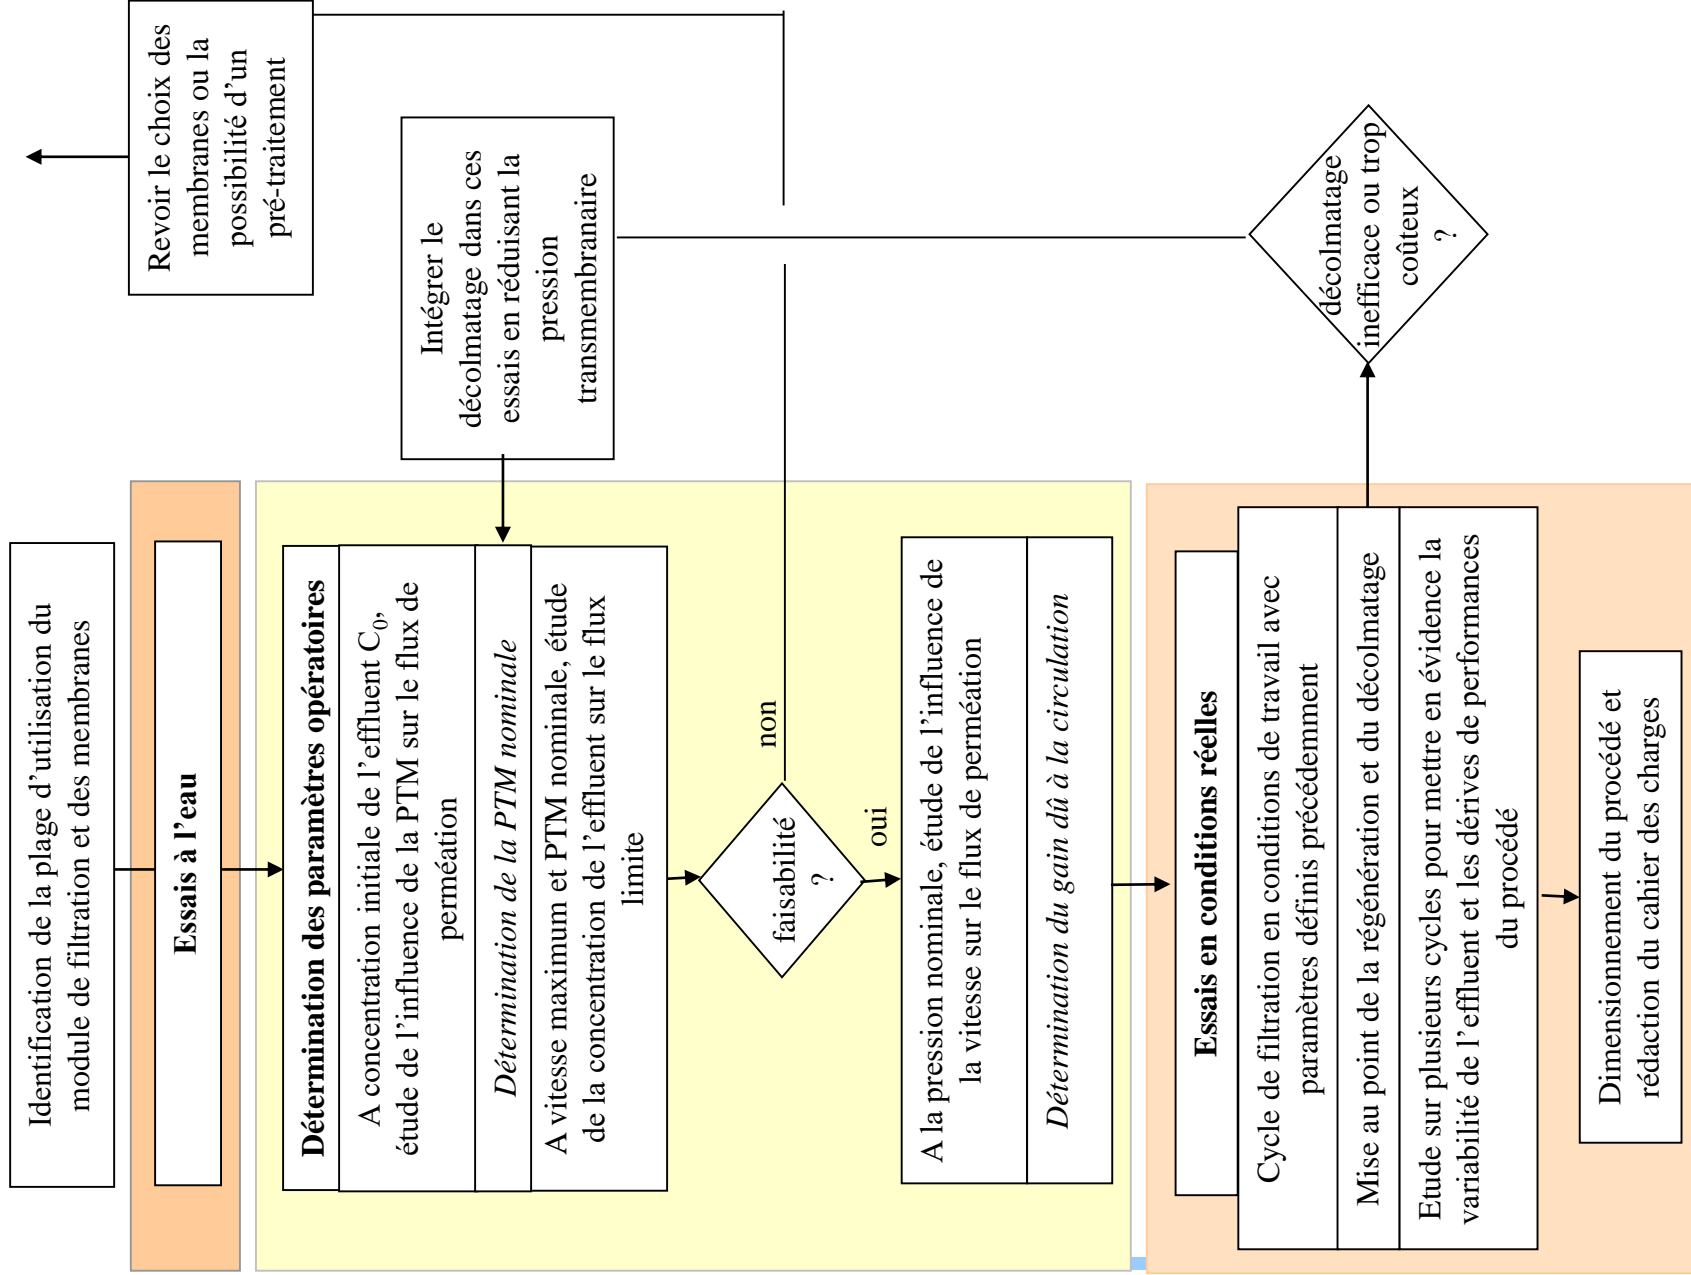 Identification de la plage d'utilisation du
module de filtration et des membranes
Essais à l'eau
Détermination des paramètres opératoires
A concentration initiale de l'effluent C₀,
étude de l'influence de la PTM sur le flux de
perméation
Détermination de la PTM nominale
A vitesse maximum et PTM nominale, étude
de la concentration de l'effluent sur le flux
limite
faisabilité
?
non
oui
A la pression nominale, étude de l'influence de
la vitesse sur le flux de perméation
Détermination du gain dû à la circulation
Essais en conditions réelles
Cycle de filtration en conditions de travail avec
paramètres définis précédemment
Mise au point de la régénération et du décolmatage
Etude sur plusieurs cycles pour mettre en évidence la
variabilité de l'effluent et les dérives de performances
du procédé
Dimensionnement du procédé et
rédaction du cahier des charges
Revoir le choix des
membranes ou la
possibilité d'un
pré-traitement
Intégrer le
décolmatage dans ces
essais en réduisant la
pression
transmembranaire
décolmatage
inefficace ou trop
coûteux
?